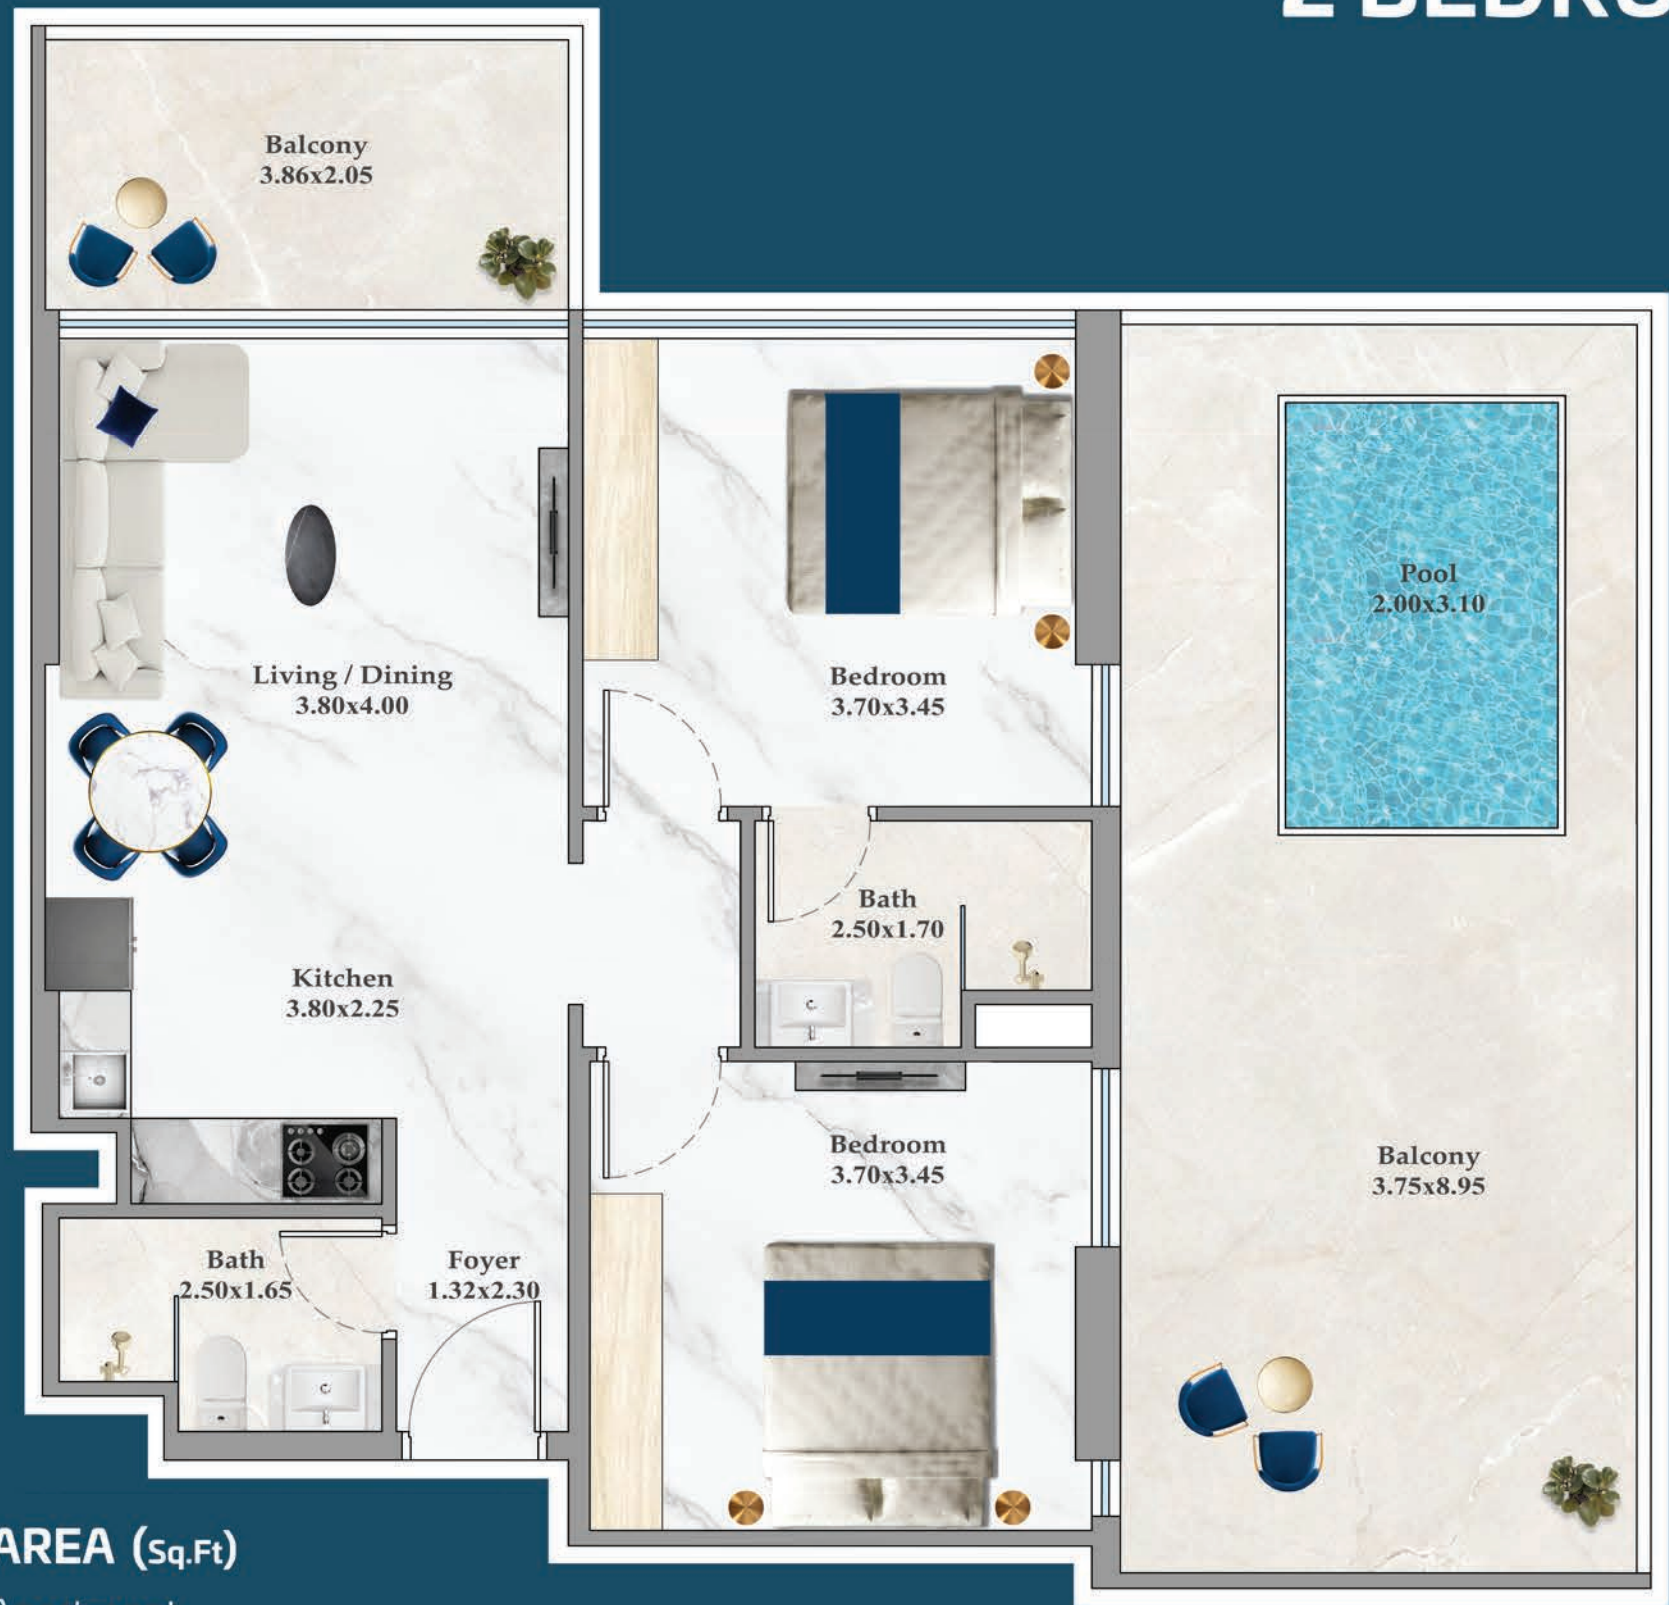 2 BEDRO
Balcony
3.86x2.05
Pool
2.00x3.10
Living / Dining
3.80x4.00
Bedroom
3.70x3.45
Bath
2.50x1.70
Kitchen
3.80x2.25
Bedroom
3.70x3.45
Balcony
3.75x8.95
Bath
2.50x1.65
Foyer
1.32x2.30
AREA (Sq.Ft)